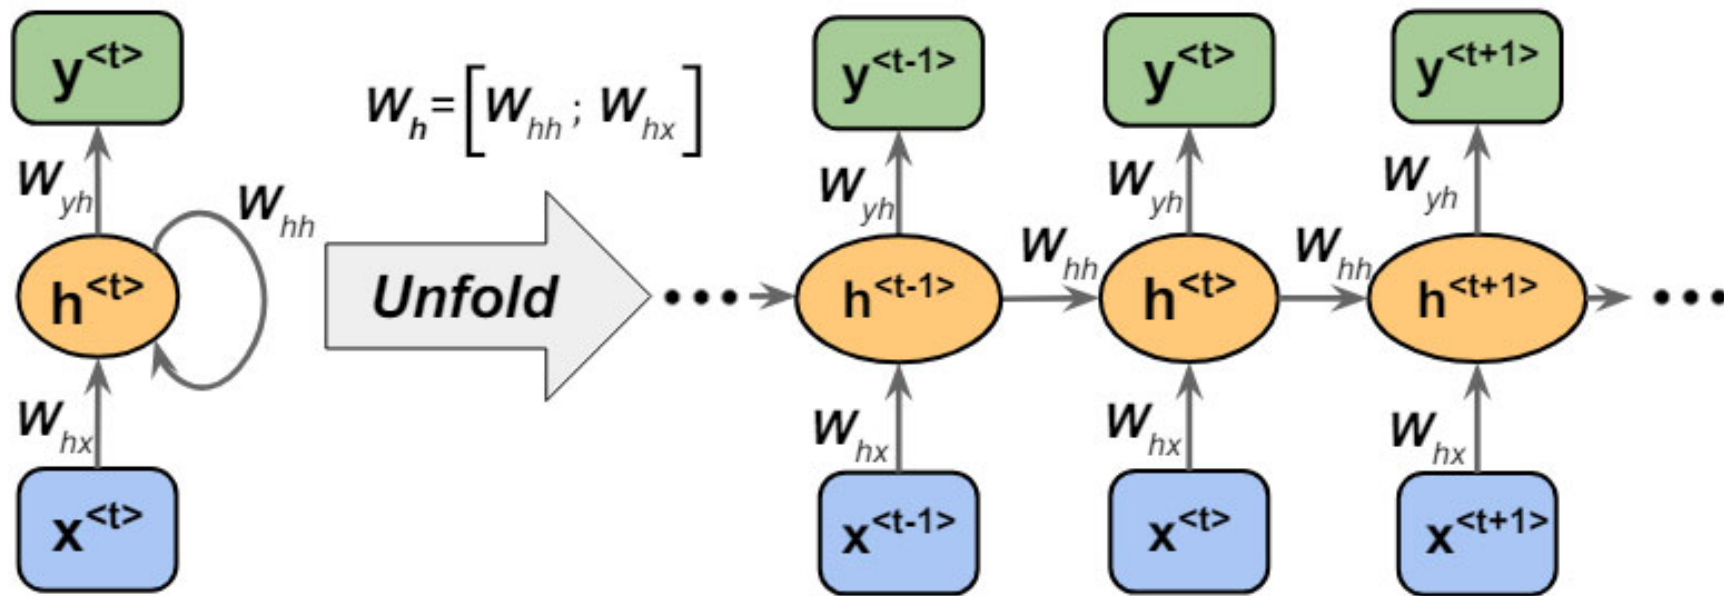 y<t>
y<t-1>
y<t>
y<t+1>
W_h = [W_hh ; W_hx]
W_yh
W_yh
W_yh
W_yh
W_hh
W_hh
W_hh
h<t>
Unfold
•••
h<t-1>
h<t>
h<t+1>
•••
W_hx
W_hx
W_hx
W_hx
x<t>
x<t-1>
x<t>
x<t+1>